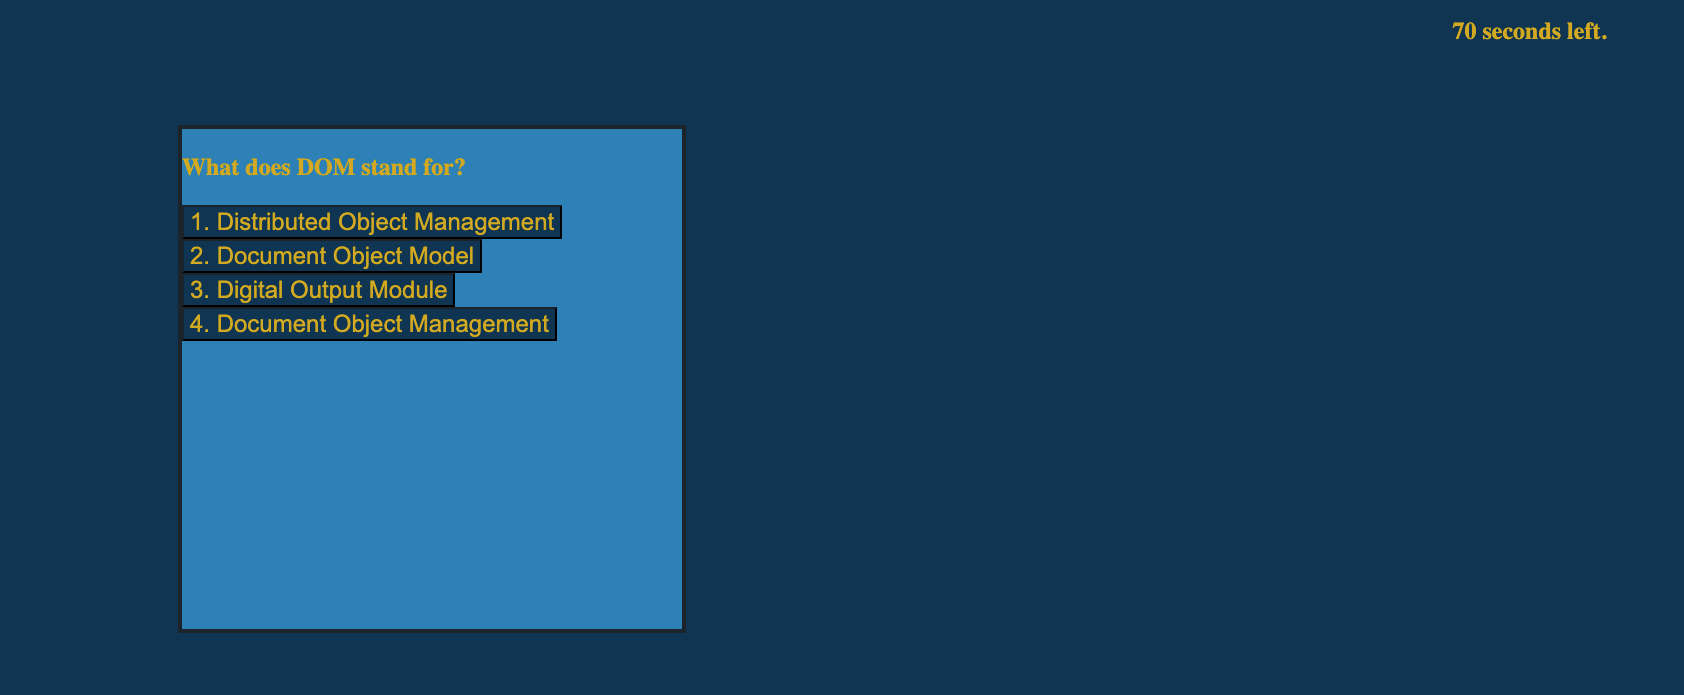 70 seconds left.
What does DOM stand for?
1. Distributed Object Management
2. Document Object Model
3. Digital Output Module
4. Document Object Management